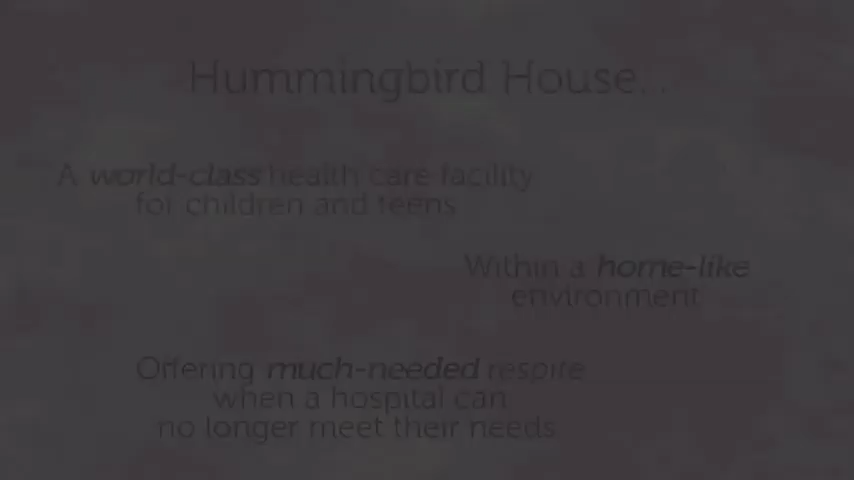 Hummingbird House...
A world-class health care facility
for children and teens
Within a home-like
environment
Offering much-needed respite
when a hospital can
no longer meet their needs